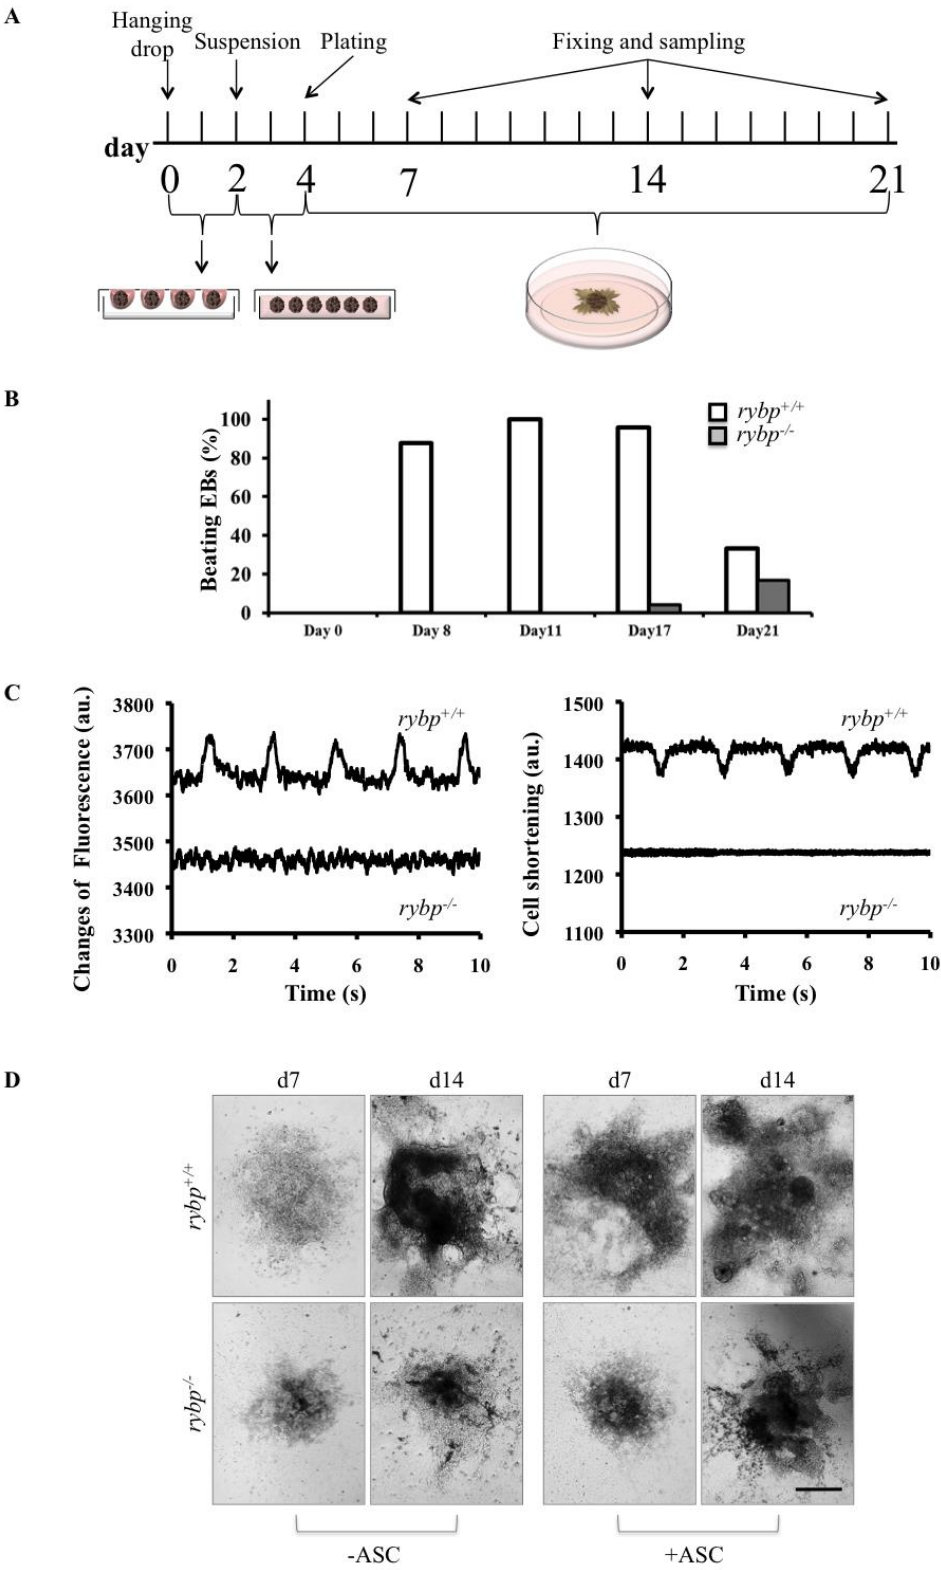 A
Hanging
drop
Suspension
Plating
Fixing and sampling
day
0 2 4 7 14 21
B
Beating EBs (%)
100
80
60
40
20
0
Day 0 Day 8 Day11 Day17 Day21
rybp+/+
rybp-/-
C
Changes of Fluorescence (au.)
3800
3700
3600
3500
3400
3300
rybp+/+
rybp-/-
0 2 4 6 8 10
Time (s)
Cell shortening (au.)
1500
1400
1300
1200
1100
rybp+/+
rybp-/-
0 2 4 6 8 10
Time (s)
D
d7 d14 d7 d14
rybp+/+
rybp-/-
-ASC +ASC